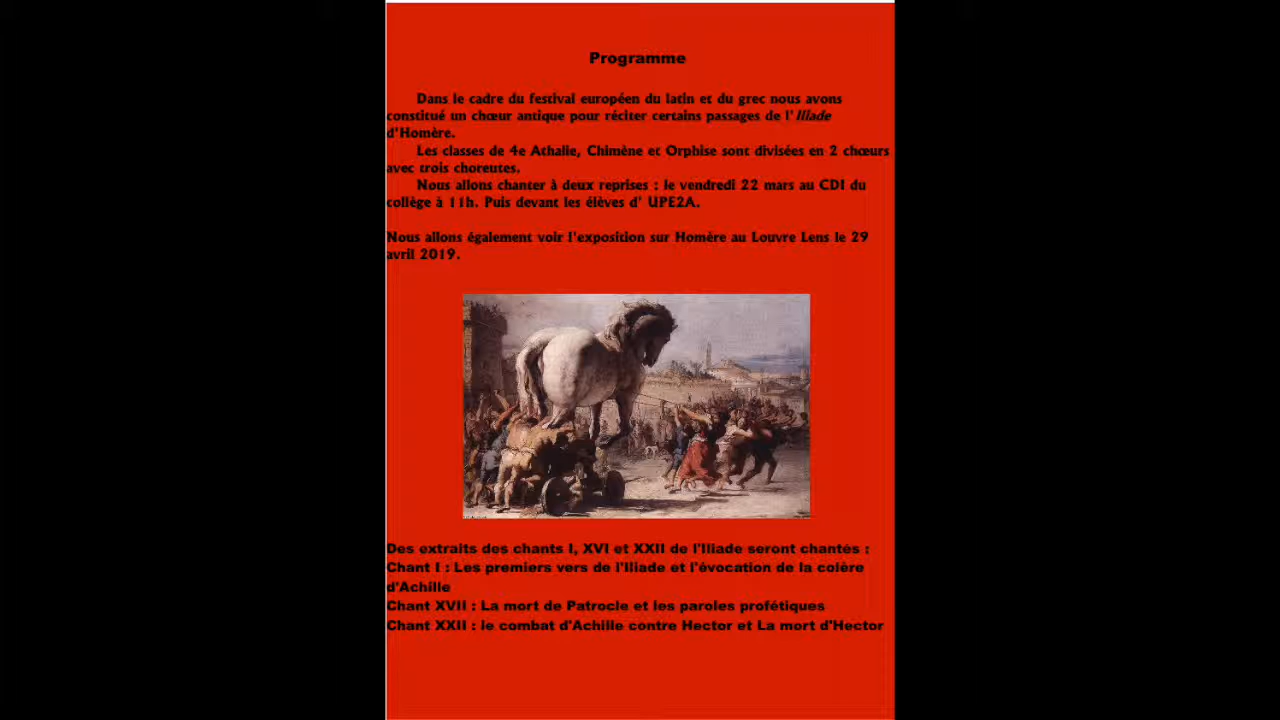 Programme
Dans le cadre du festival européen du latin et du grec nous avons
constitué un chœur antique pour réciter certains passages de l'Iliade
d'Homère.
Les classes de 4e Athalie, Chimène et Orphise sont divisées en 2 chœurs
avec trois choreutes.
Nous allons chanter à deux reprises : le vendredi 22 mars au CDI du
collège à 11h. Puis devant les élèves d' UPE2A.
Nous allons également voir l'exposition sur Homère au Louvre Lens le 29
avril 2019.
Des extraits des chants I, XVI et XXII de l'Iliade seront chantés :
Chant I : Les premiers vers de l'Iliade et l'évocation de la colère
d'Achille
Chant XVII : La mort de Patrocle et les paroles profétiques
Chant XXII : le combat d'Achille contre Hector et La mort d'Hector